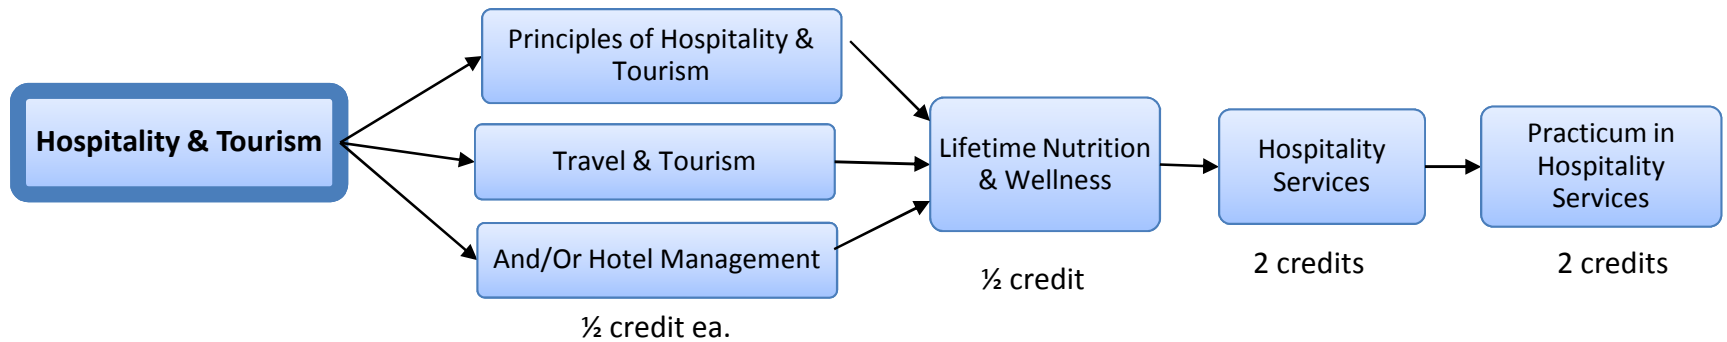 Hospitality & Tourism
Principles of Hospitality &
Tourism
Travel & Tourism
And/Or Hotel Management
½ credit ea.
Lifetime Nutrition
& Wellness
½ credit
Hospitality
Services
2 credits
Practicum in
Hospitality
Services
2 credits